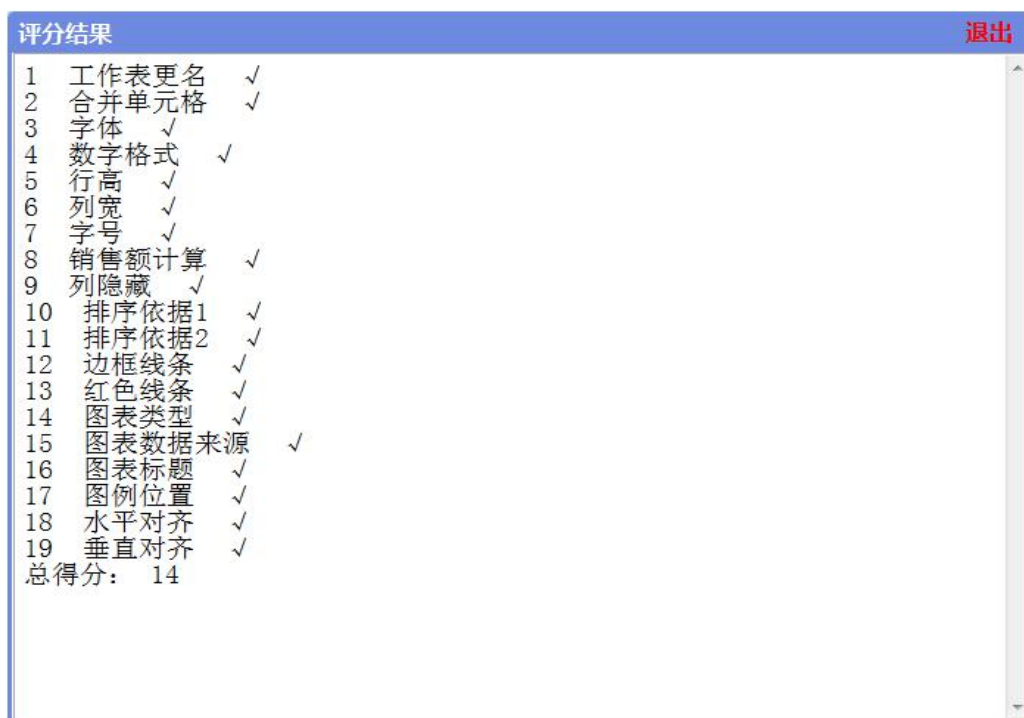 评分结果 退出
1 工作表更名 √
2 合并单元格 √
3 字体 √
4 数字格式 √
5 行高 √
6 列宽 √
7 字号 √
8 销售额计算 √
9 列隐藏 √
10 排序依据1 √
11 排序依据2 √
12 边框线条 √
13 红色线条 √
14 图表类型 √
15 图表数据来源 √
16 图表标题 √
17 图例位置 √
18 水平对齐 √
19 垂直对齐 √
总得分： 14